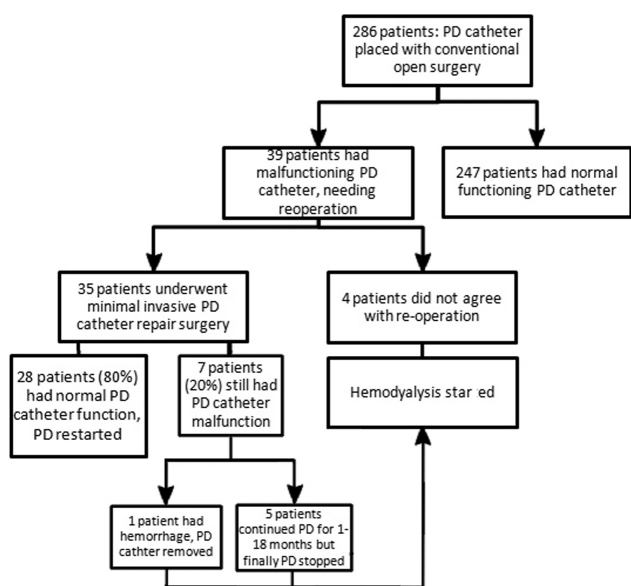 286 patients: PD catheter
placed with conventional
open surgery
39 patients had
malfunctioning PD
catheter, needing
reoperation
247 patients had normal
functioning PD catheter
35 patients underwent
minimal invasive PD
catheter repair surgery
4 patients did not agree
with re-operation
28 patients (80%)
had normal PD
catheter function,
PD restarted
7 patients
(20%) still had
PD catheter
malfunction
Hemodyalysis star ed
1 patient had
hemorrhage, PD
cathter removed
5 patients
continued PD for 1-
18 months but
finally PD stopped